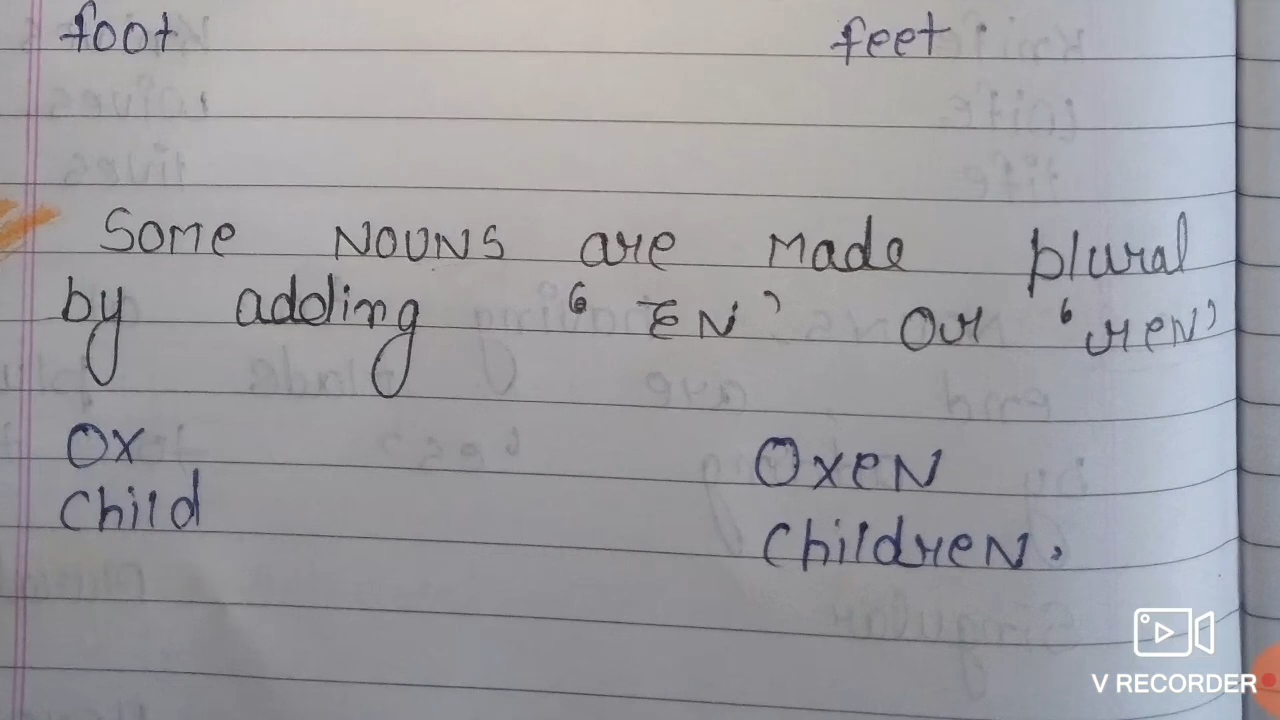 foot feet.
Some NOUNS are made plural
by adding 'EN' or 'reN'
Ox OxeN
child childreN.
V RECORDER